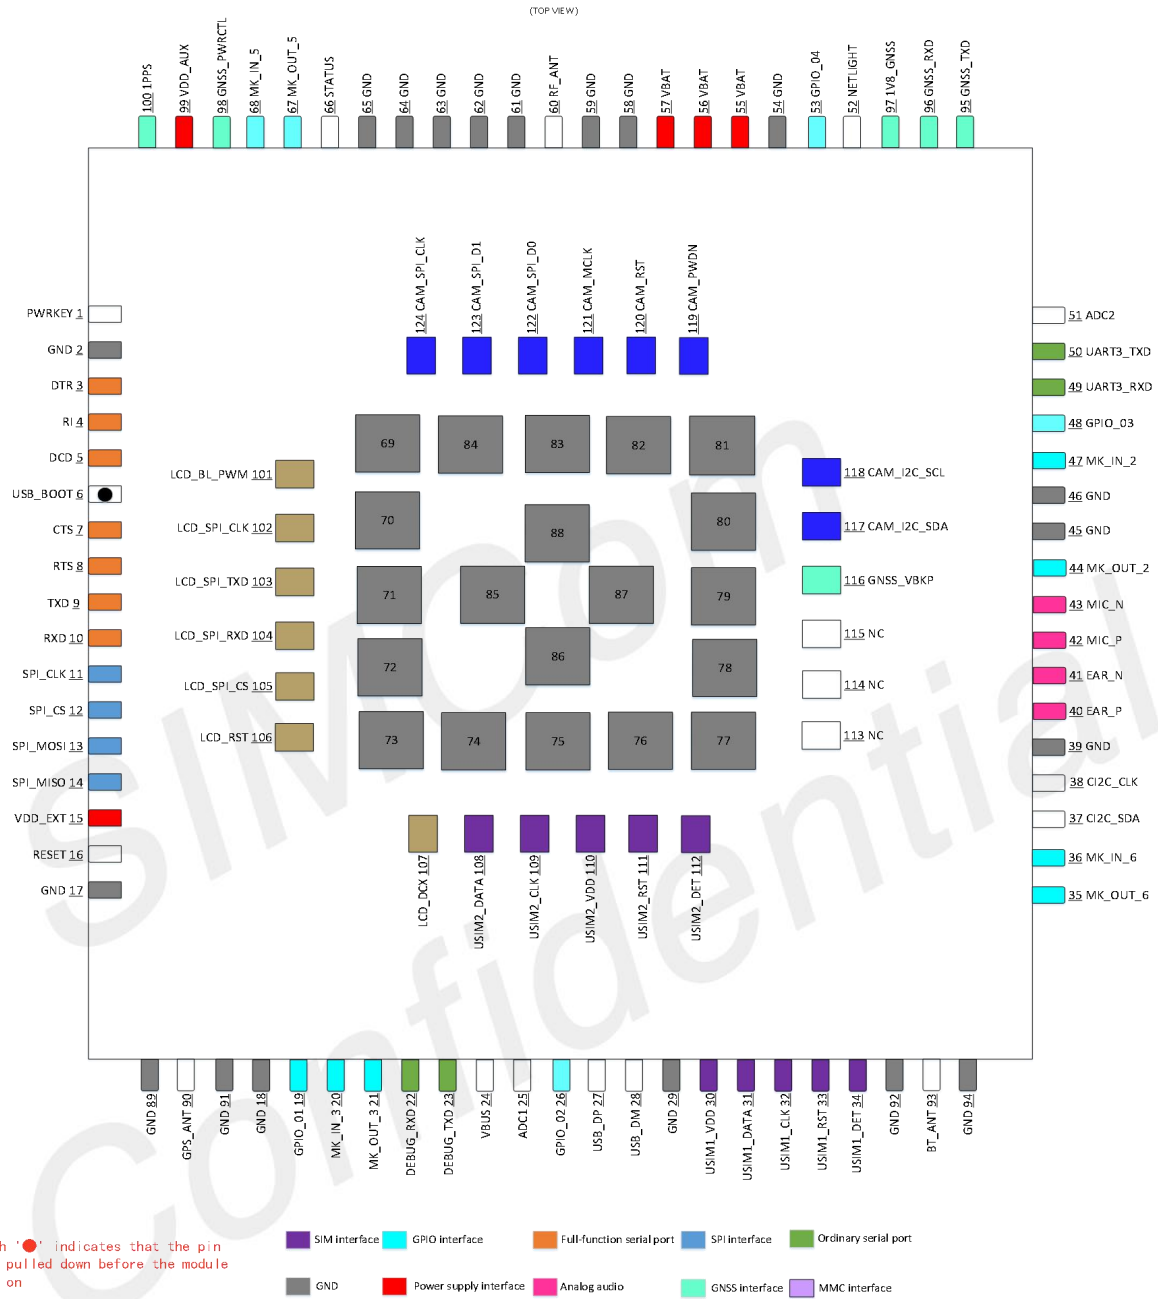 (TOP VIEW)
100 1PPS
99 VDD_AUX
98 GNSS_PWRCTL
68 MK_IN_5
67 MK_OUT_5
66 STATUS
65 GND
64 GND
63 GND
62 GND
61 GND
60 RF_ANT
59 GND
58 GND
57 VBAT
56 VBAT
55 VBAT
54 GND
53 GPIO_04
52 NETLIGHT
97 1V8_GNSS
96 GNSS_RXD
95 GNSS_TXD
PWRKEY 1
GND 2
DTR 3
RI 4
DCD 5
USB_BOOT 6
CTS 7
RTS 8
TXD 9
RXD 10
SPI_CLK 11
SPI_CS 12
SPI_MOSI 13
SPI_MISO 14
VDD_EXT 15
RESET 16
GND 17
124 CAM_SPI_CLK
123 CAM_SPI_D1
122 CAM_SPI_D0
121 CAM_MCLK
120 CAM_RST
119 CAM_PWDN
LCD_BL_PWM 101
LCD_SPI_CLK 102
LCD_SPI_TXD 103
LCD_SPI_RXD 104
LCD_SPI_CS 105
LCD_RST 106
69
84
83
82
81
70
88
80
71
85
87
79
72
86
78
73
74
75
76
77
118 CAM_I2C_SCL
117 CAM_I2C_SDA
116 GNSS_VBKP
115 NC
114 NC
113 NC
LCD_DCX 107
USIM2_DATA 108
USIM2_CLK 109
USIM2_VDD 110
USIM2_RST 111
USIM2_DET 112
51 ADC2
50 UART3_TXD
49 UART3_RXD
48 GPIO_03
47 MK_IN_2
46 GND
45 GND
44 MK_OUT_2
43 MIC_N
42 MIC_P
41 EAR_N
40 EAR_P
39 GND
38 CI2C_CLK
37 CI2C_SDA
36 MK_IN_6
35 MK_OUT_6
GND 89
GPS_ANT 90
GND 91
GND 18
GPIO_01 19
MK_IN_3 20
MK_OUT_3 21
DEBUG_RXD 22
DEBUG_TXD 23
VBUS 24
ADC1 25
GPIO_02 26
USB_DP 27
USB_DM 28
GND 29
USIM1_VDD 30
USIM1_DATA 31
USIM1_CLK 32
USIM1_RST 33
USIM1_DET 34
GND 92
BT_ANT 93
GND 94
SIMCom
Confidential
h '●' indicates that the pin
pulled down before the module
on
SIM interface
GPIO interface
Full-function serial port
SPI interface
Ordinary serial port
GND
Power supply interface
Analog audio
GNSS interface
MMC interface